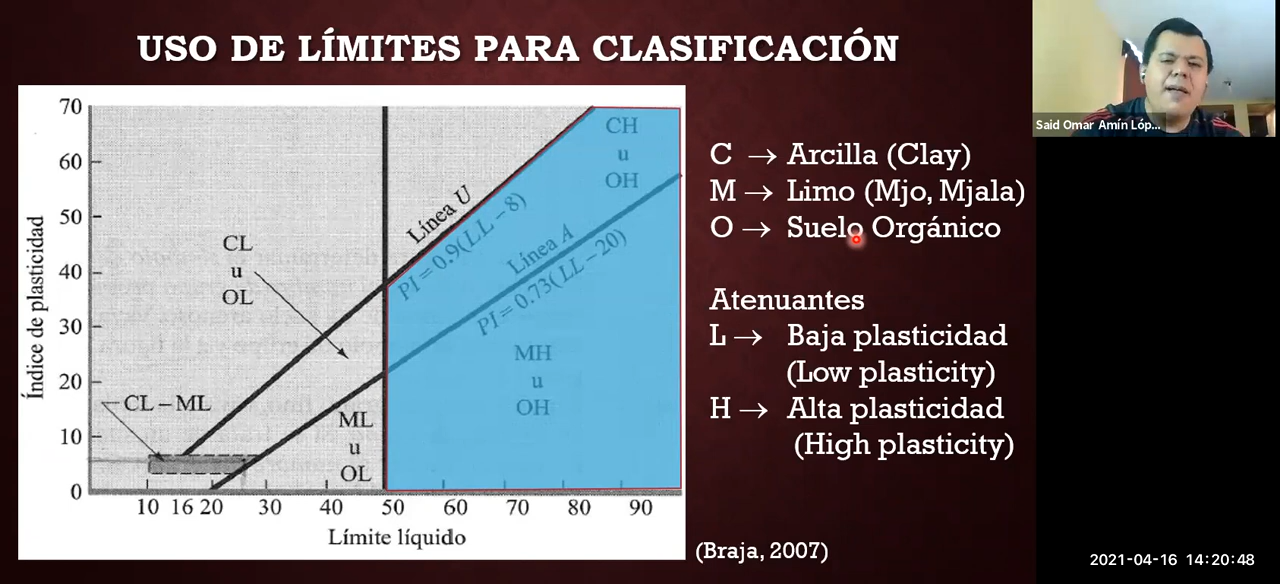 USO DE LÍMITES PARA CLASIFICACIÓN
Said Omar Amín Lóp...
Índice de plasticidad
70
60
50
40
30
20
10
0
CH
u
OH
Línea U
PI = 0.9(LL – 8)
Línea A
PI = 0.73(LL – 20)
CL
u
OL
CL – ML
ML
u
OL
MH
u
OH
10 16 20 30 40 50 60 70 80 90
Límite líquido
C → Arcilla (Clay)
M → Limo (Mjo, Mjala)
O → Suelo Orgánico
Atenuantes
L → Baja plasticidad
(Low plasticity)
H → Alta plasticidad
(High plasticity)
(Braja, 2007)
2021-04-16 14:20:48